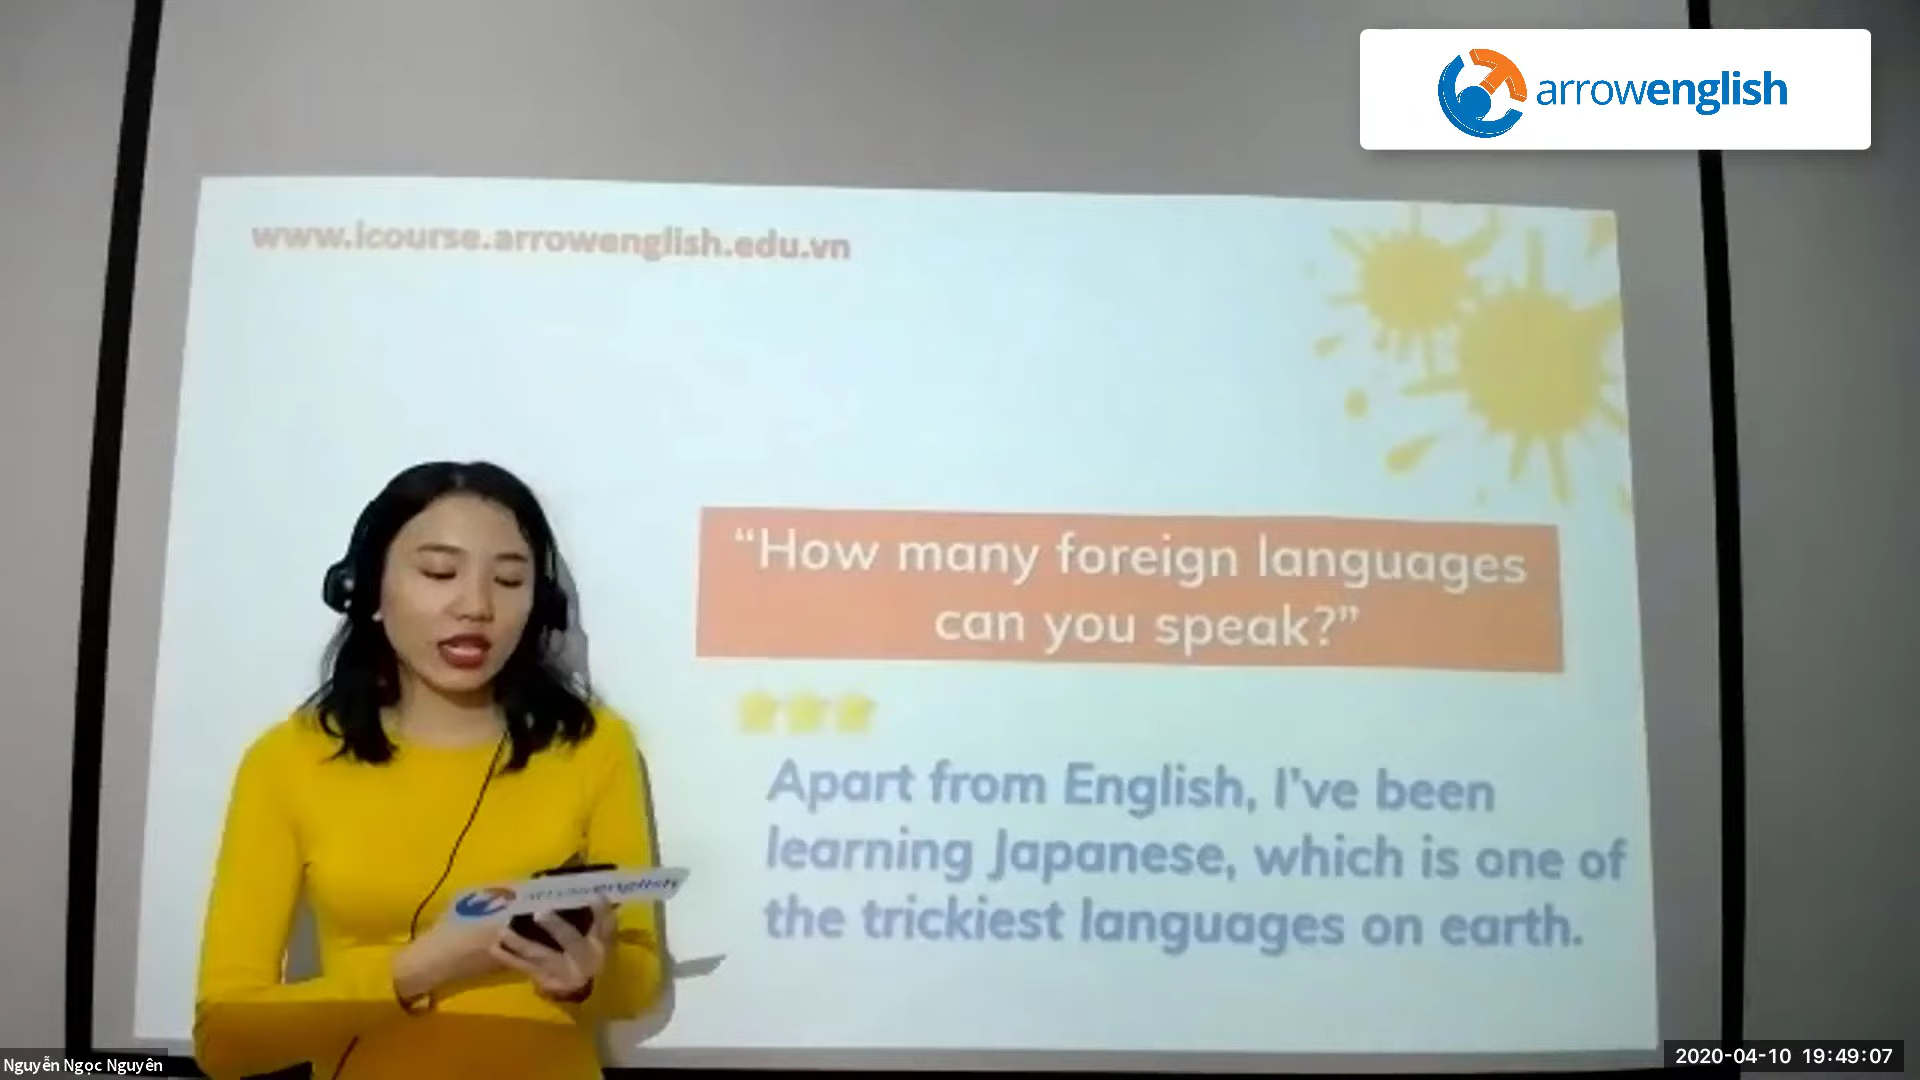 arrowenglish
www.icourse.arrowenglish.edu.vn
“How many foreign languages
can you speak?”
Apart from English, I've been
learning Japanese, which is one of
the trickiest languages on earth.
arrowenglish
Nguyễn Ngọc Nguyên
2020-04-10 19:49:07